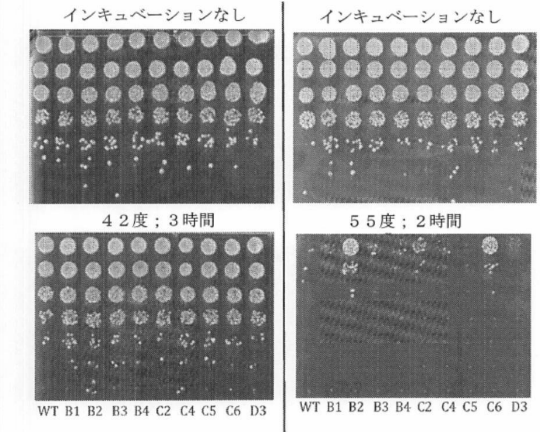 インキュベーションなし
インキュベーションなし
42度;3時間
55度;2時間
WT B1 B2 B3 B4 C2 C4 C5 C6 D3
WT B1 B2 B3 B4 C2 C4 C5 C6 D3